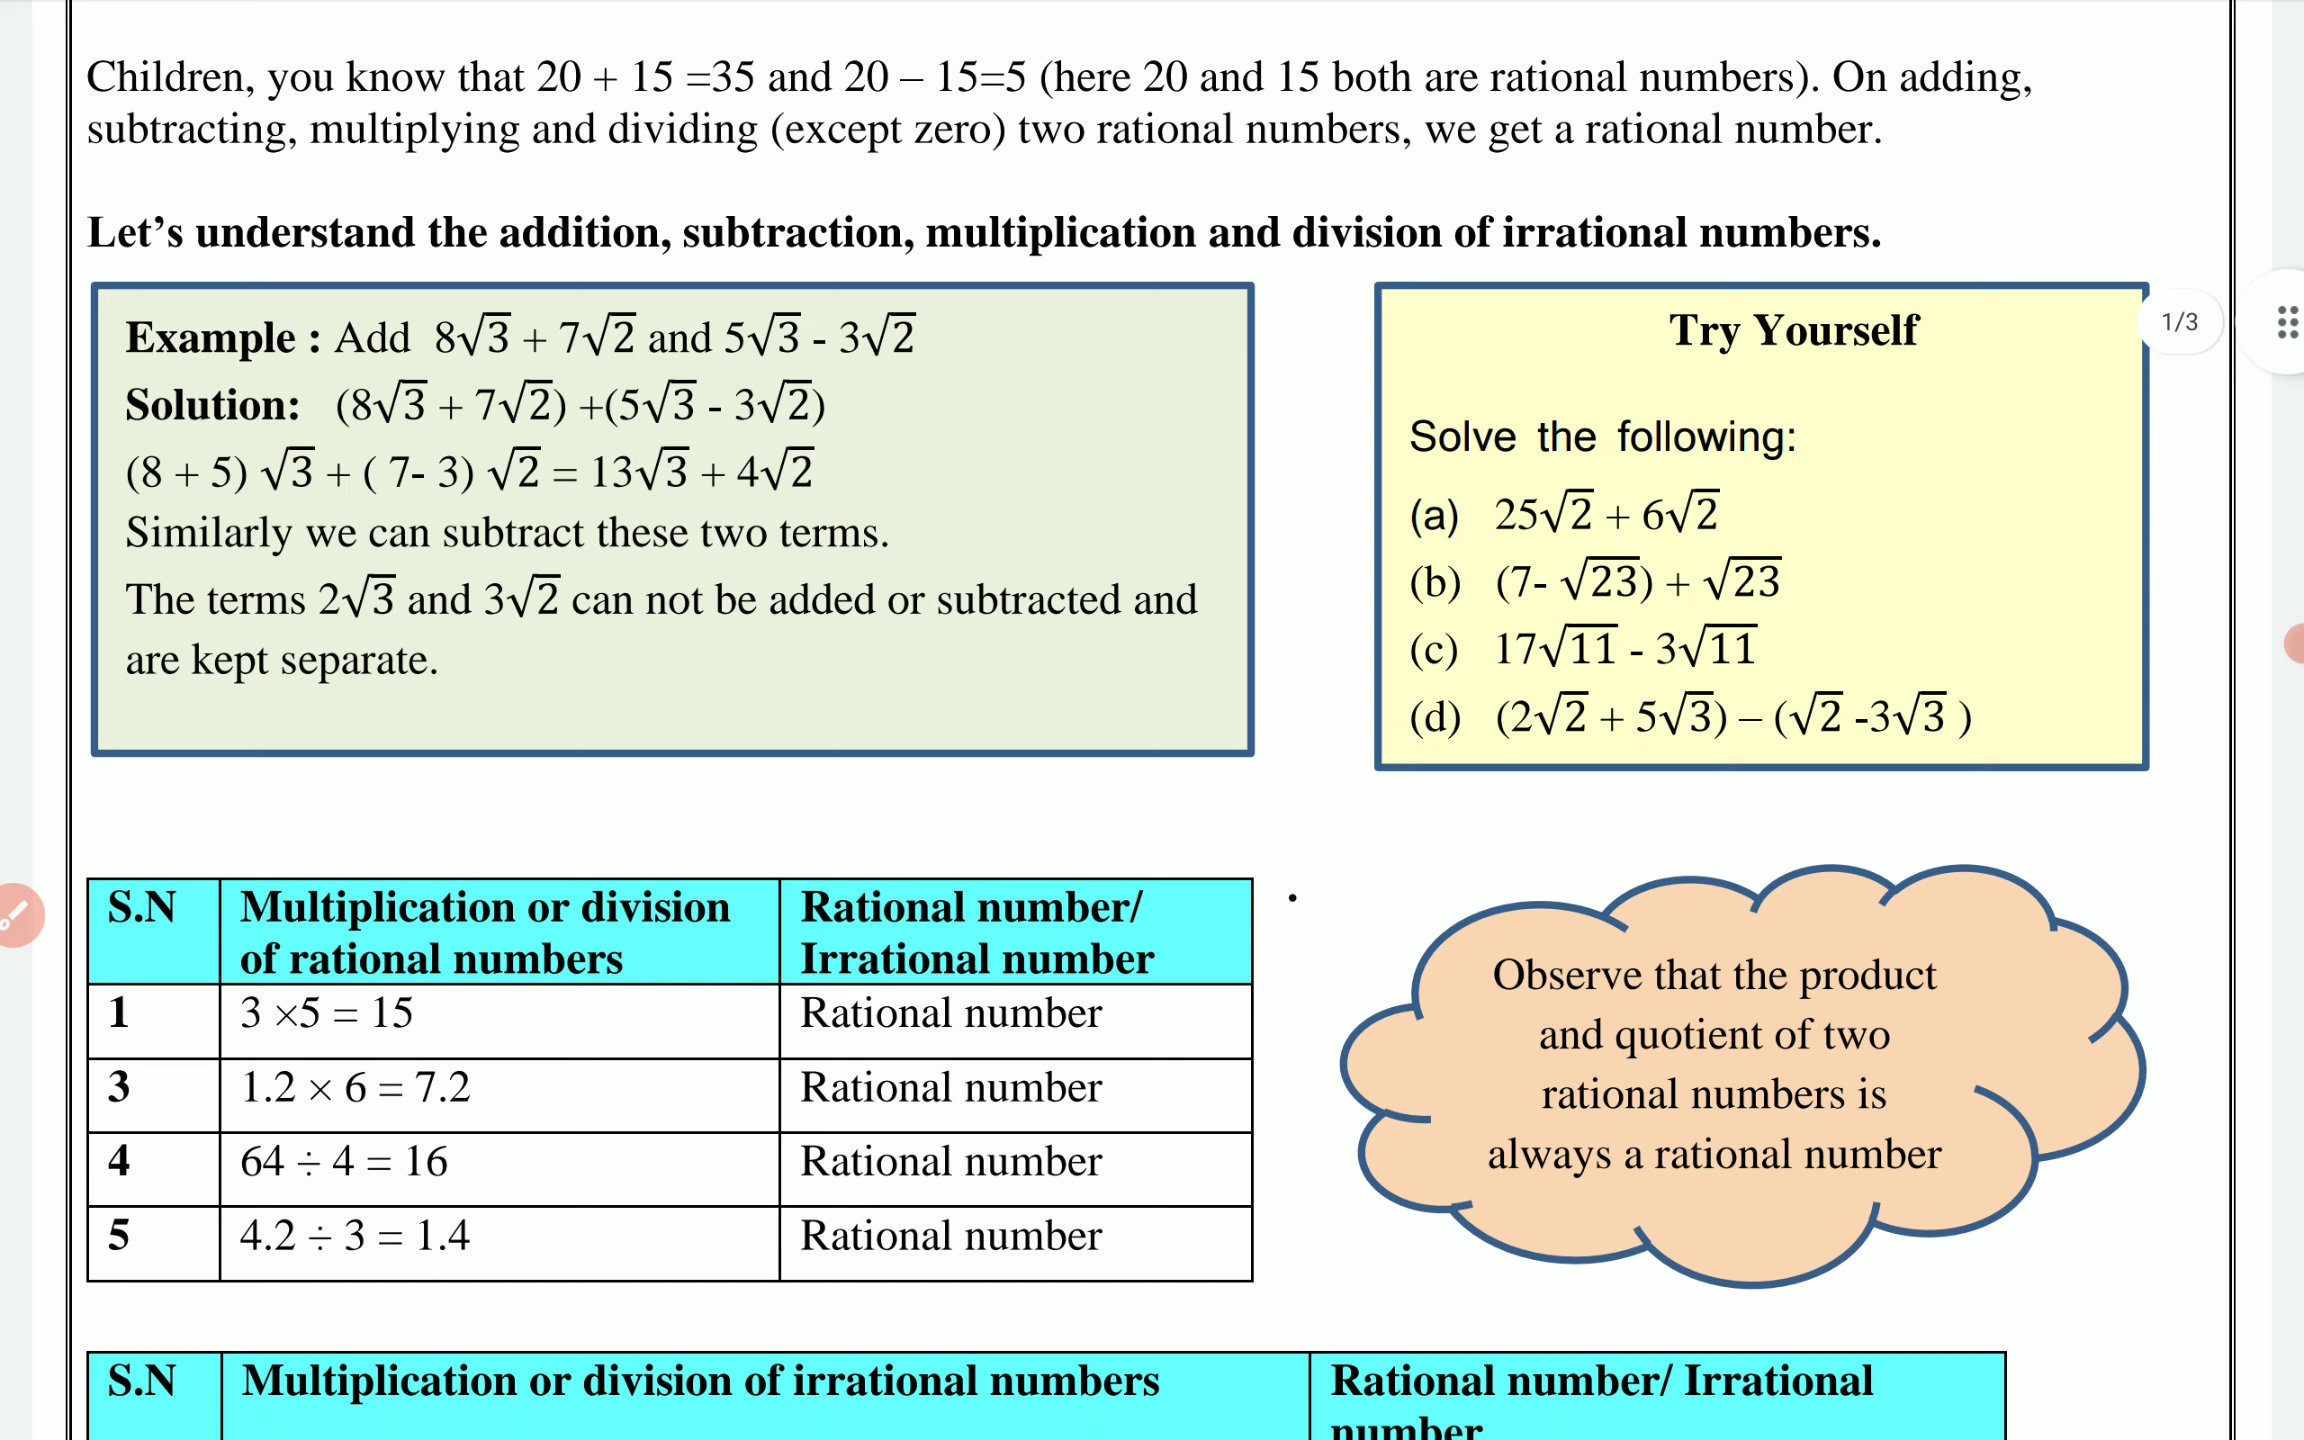 Children, you know that 20 + 15 =35 and 20 – 15=5 (here 20 and 15 both are rational numbers). On adding,
subtracting, multiplying and dividing (except zero) two rational numbers, we get a rational number.
Let’s understand the addition, subtraction, multiplication and division of irrational numbers.
Example : Add 8√3 + 7√2 and 5√3 - 3√2
Solution: (8√3 + 7√2) +(5√3 - 3√2)
(8 + 5) √3 + ( 7- 3) √2 = 13√3 + 4√2
Similarly we can subtract these two terms.
The terms 2√3 and 3√2 can not be added or subtracted and
are kept separate.
Try Yourself
1/3
Solve the following:
(a) 25√2 + 6√2
(b) (7- √23) + √23
(c) 17√11 - 3√11
(d) (2√2 + 5√3) – (√2 -3√3 )
S.N Multiplication or division of rational numbers Rational number/ Irrational number
1 3 ×5 = 15 Rational number
3 1.2 × 6 = 7.2 Rational number
4 64 ÷ 4 = 16 Rational number
5 4.2 ÷ 3 = 1.4 Rational number
.
Observe that the product
and quotient of two
rational numbers is
always a rational number
S.N Multiplication or division of irrational numbers Rational number/ Irrational
number